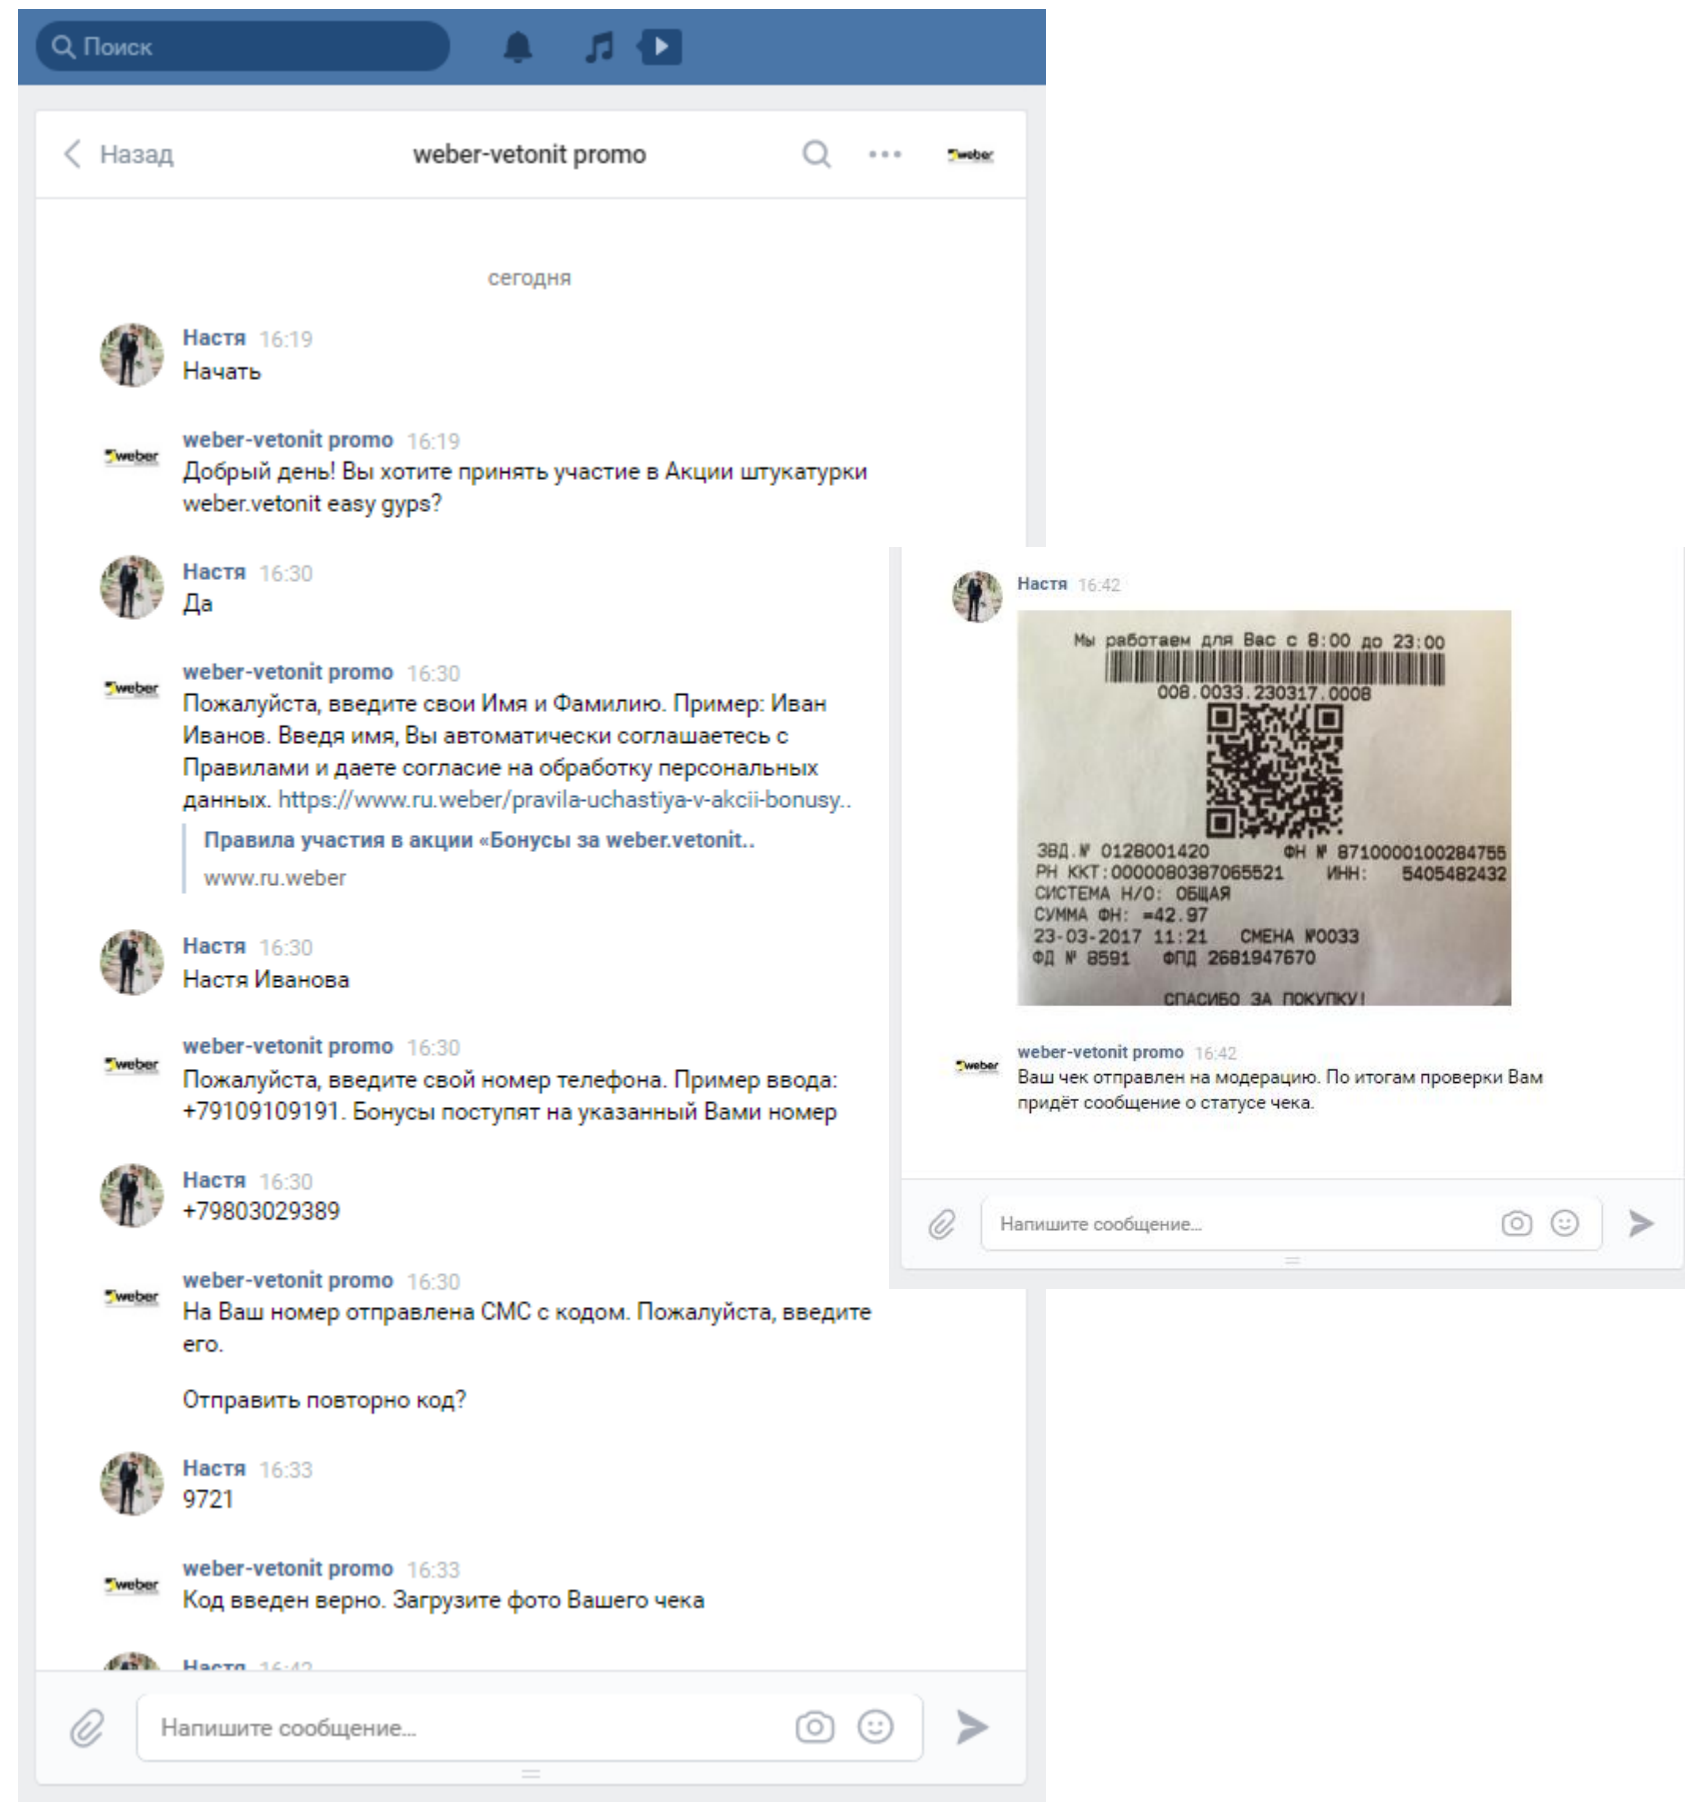 Поиск
Назад
weber-vetonit promo
weber
сегодня
Настя 16:19
Начать
weber-vetonit promo 16:19
weber
Добрый день! Вы хотите принять участие в Акции штукатурки
weber.vetonit easy gyps?
Настя 16:30
Да
weber-vetonit promo 16:30
weber
Пожалуйста, введите свои Имя и Фамилию. Пример: Иван
Иванов. Введя имя, Вы автоматически соглашаетесь с
Правилами и даете согласие на обработку персональных
данных. https://www.ru.weber/pravila-uchastiya-v-akcii-bonusy..
Правила участия в акции «Бонусы за weber.vetonit..
www.ru.weber
Настя 16:30
Настя Иванова
weber-vetonit promo 16:30
weber
Пожалуйста, введите свой номер телефона. Пример ввода:
+79109109191. Бонусы поступят на указанный Вами номер
Настя 16:30
+79803029389
weber-vetonit promo 16:30
weber
На Ваш номер отправлена СМС с кодом. Пожалуйста, введите
его.
Отправить повторно код?
Настя 16:33
9721
weber-vetonit promo 16:33
weber
Код введен верно. Загрузите фото Вашего чека
Настя 16:42
Напишите сообщение...
Настя 16:42
Мы работаем для Вас с 8:00 до 23:00
008.0033.230317.0008
ЗВД.№ 0128001420 ФН № 8710000100284755
РН ККТ:0000080387065521 ИНН: 5405482432
СИСТЕМА Н/О: ОБЩАЯ
СУММА ФН: =42.97
23-03-2017 11:21 СМЕНА №0033
ФД № 8591 ФПД 2681947670
СПАСИБО ЗА ПОКУПКУ!
weber-vetonit promo 16:42
weber
Ваш чек отправлен на модерацию. По итогам проверки Вам
придёт сообщение о статусе чека.
Напишите сообщение...